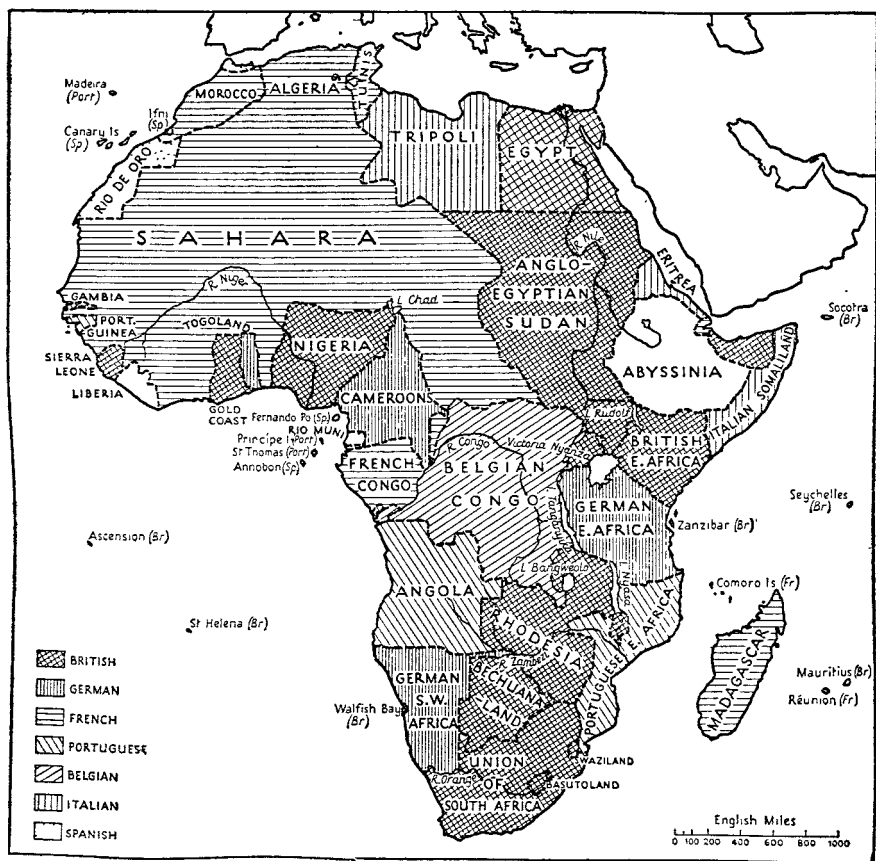 Madeira
(Port)
Ifni
(Sp)
Canary Is
(Sp)
MOROCCO
ALGERIA
TUNIS
TRIPOLI
EGYPT
RIO DE ORO
SAHARA
R. Niger
L Chad
R. Nile
ANGLO-
EGYPTIAN
SUDAN
ERITREA
Socotra
(Br)
GAMBIA
PORT.
GUINEA
SIERRA
LEONE
LIBERIA
TOGOLAND
GOLD
COAST
NIGERIA
CAMEROONS
Fernando Po (Sp)
RIO MUNI
Principe I (Port)
St Thomas (Port)
Annobon (Sp)
FRENCH
CONGO
R. Congo
BELGIAN
CONGO
Victoria Nyanza
L Rudolf
ABYSSINIA
ITALIAN SOMALILAND
BRITISH
E. AFRICA
GERMAN
E. AFRICA
L Tanganyika
L Bangweolo
L Nyasa
Zanzibar (Br)
Seychelles
(Br)
Ascension (Br)
St Helena (Br)
ANGOLA
RHODESIA
R. Zambezi
PORTUGUESE E. AFRICA
Comoro Is (Fr)
MADAGASCAR
Mauritius (Br)
Réunion (Fr)
GERMAN
S.W.
AFRICA
Walfish Bay
(Br)
BECHUANA
-LAND
UNION
OF
SOUTH AFRICA
R. Orange
SWAZILAND
BASUTOLAND
BRITISH
GERMAN
FRENCH
PORTUGUESE
BELGIAN
ITALIAN
SPANISH
English Miles
0 100 200 400 600 800 1000